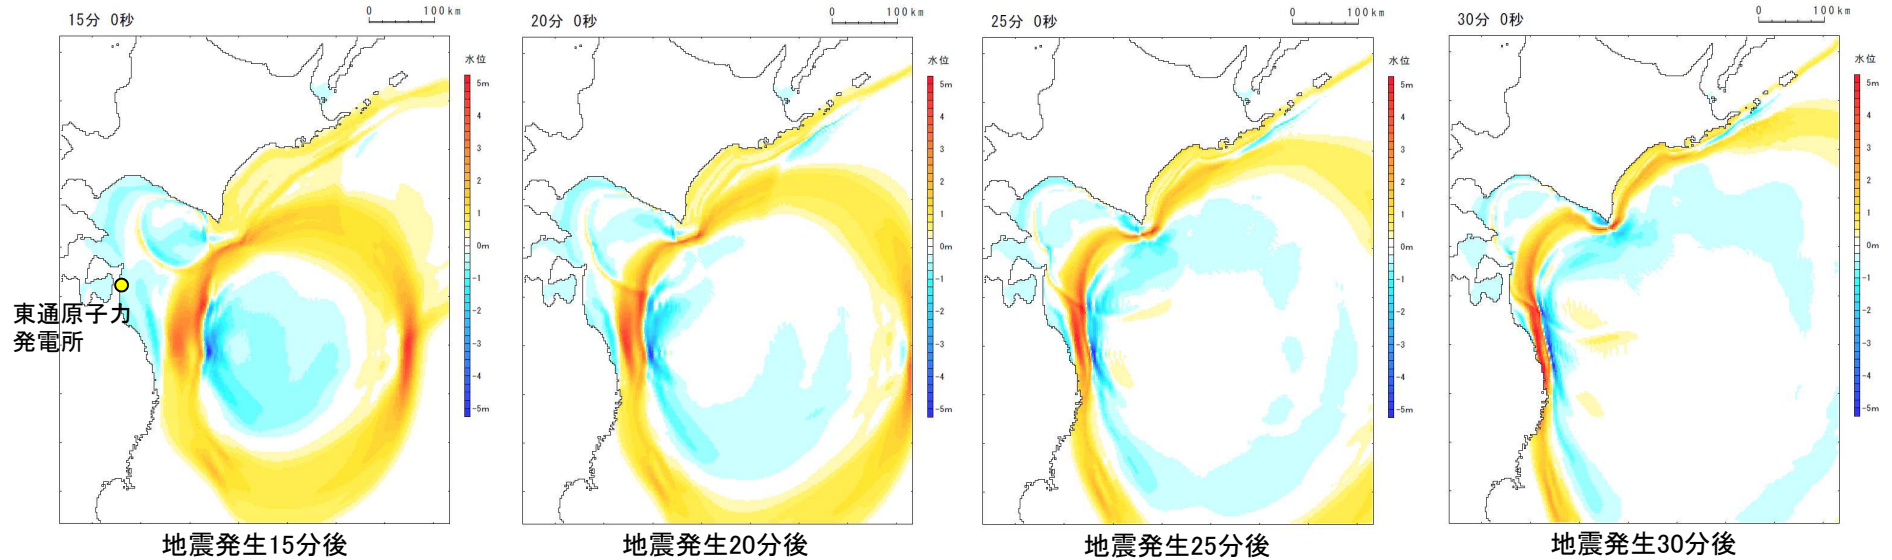 15分 0秒
0 100km
水位
5m
4
3
2
1
0m
-1
-2
-3
-4
-5m
東通原子力
発電所
地震発生15分後
20分 0秒
0 100km
水位
5m
4
3
2
1
0m
-1
-2
-3
-4
-5m
地震発生20分後
25分 0秒
0 100km
水位
5m
4
3
2
1
0m
-1
-2
-3
-4
-5m
地震発生25分後
30分 0秒
0 100km
水位
5m
4
3
2
1
0m
-1
-2
-3
-4
-5m
地震発生30分後